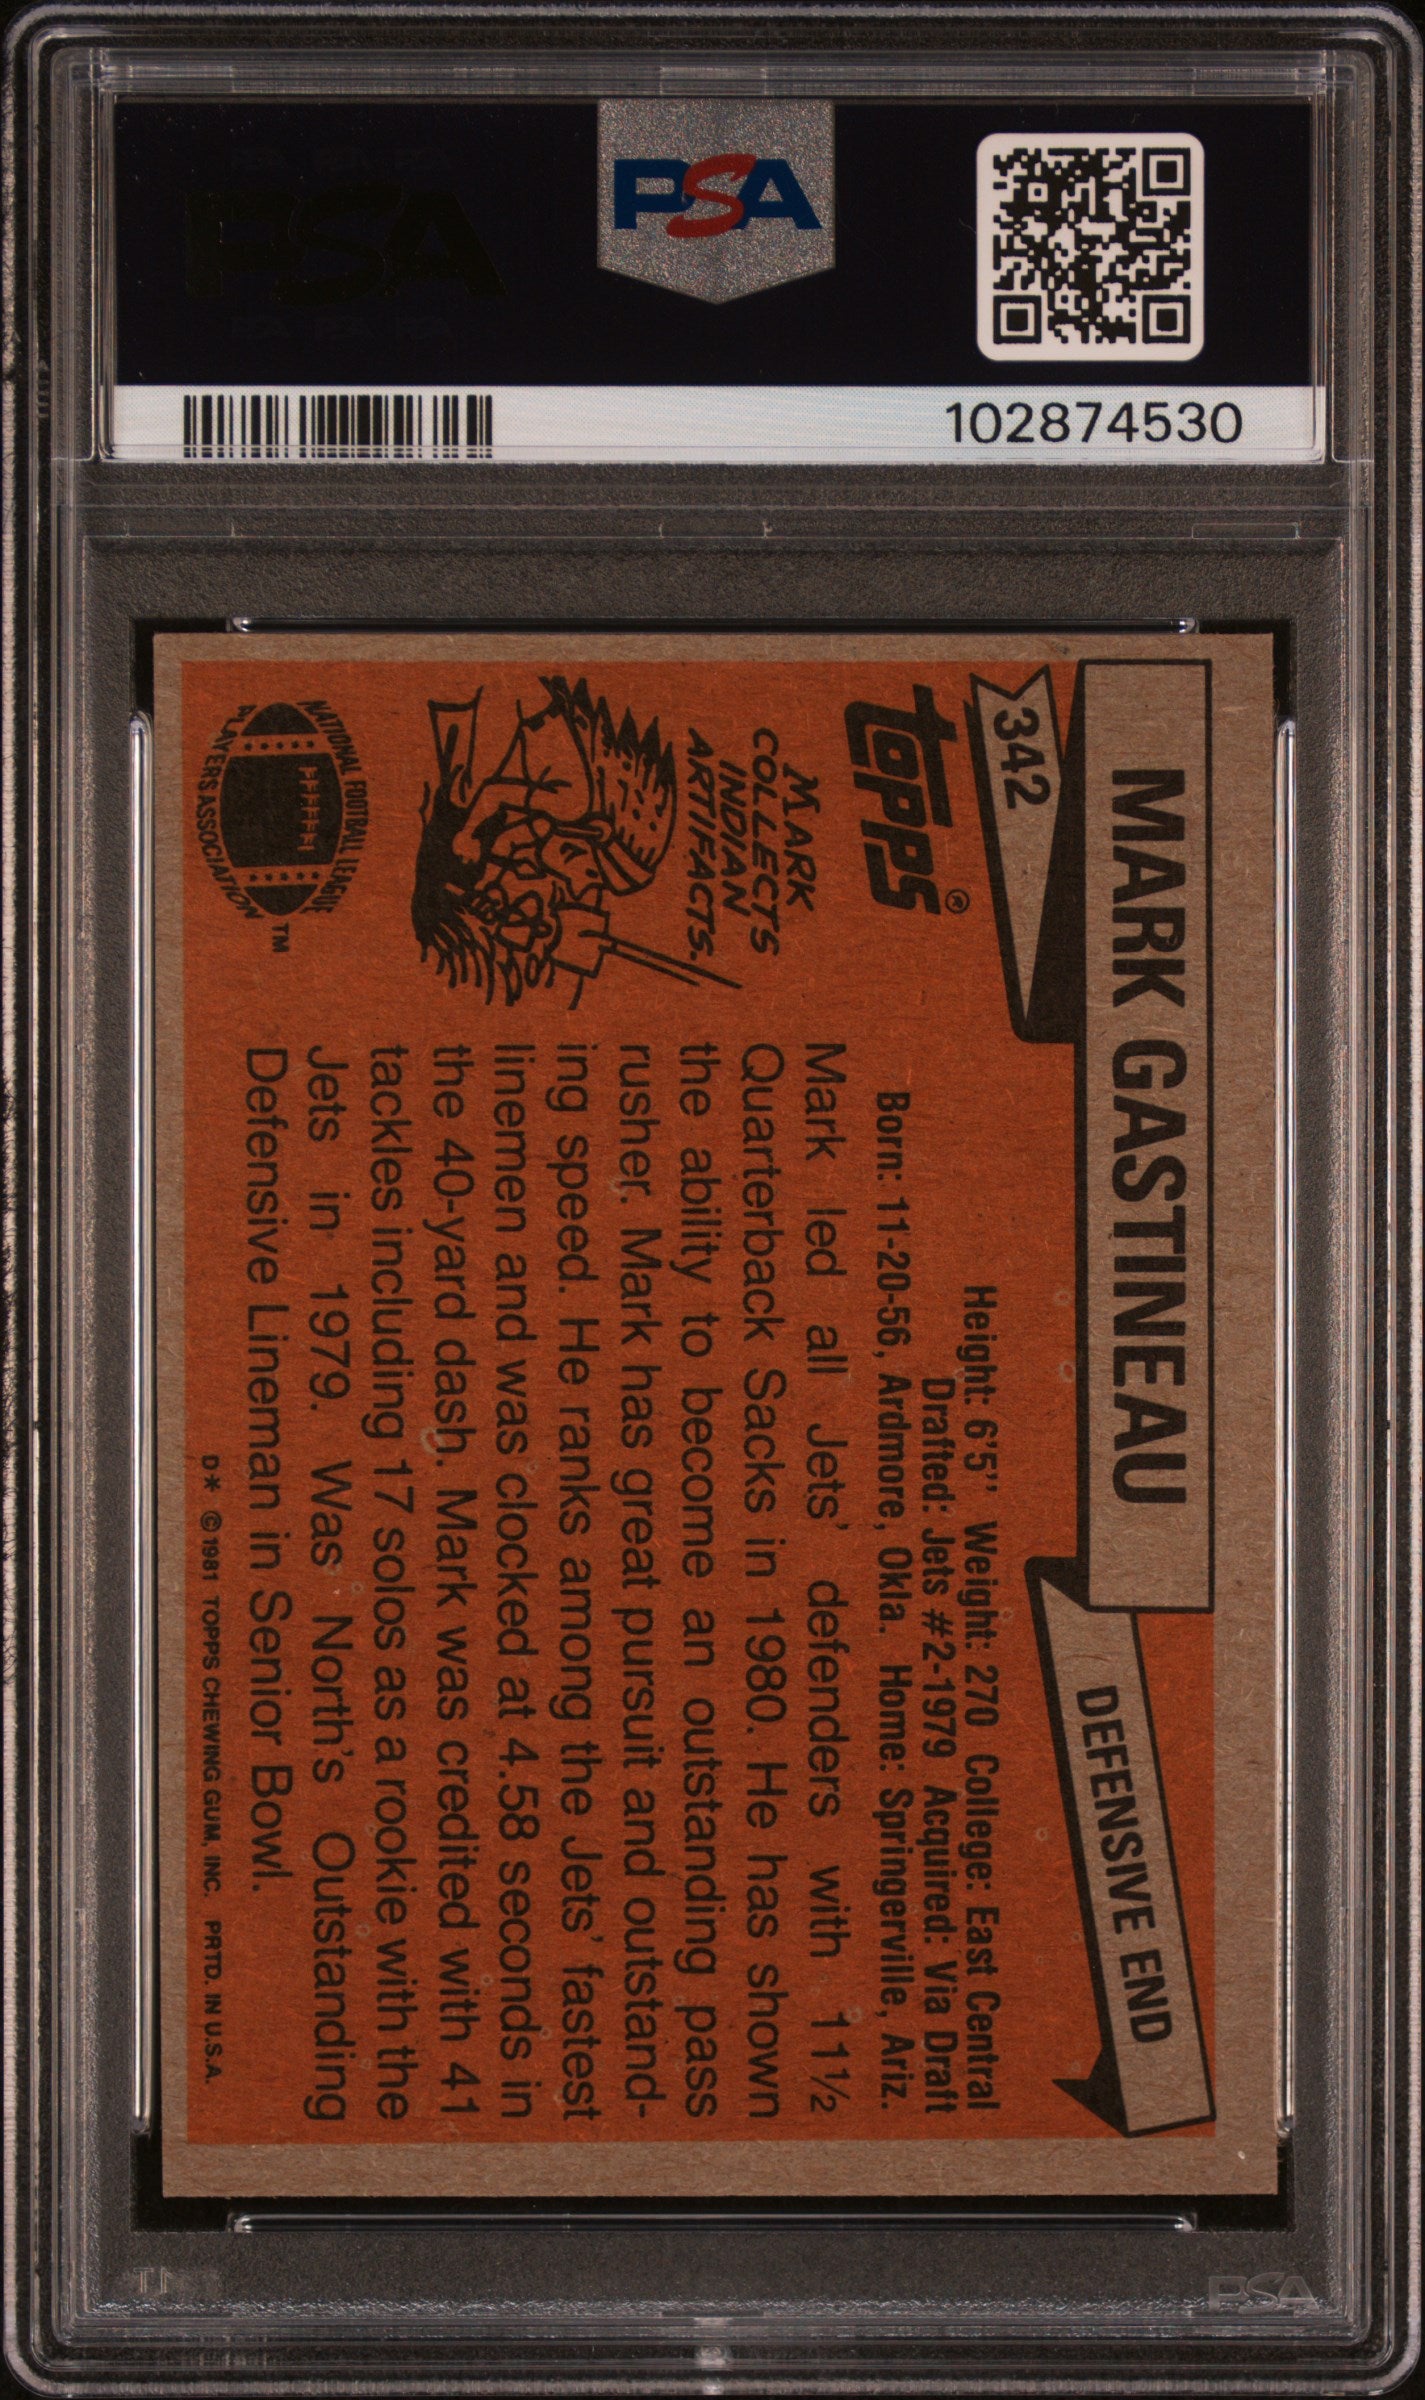 PSA
PSA
102874530
MARK GASTINEAU
DEFENSIVE END
342
Height: 6'5'' Weight: 270 College: East Central
Drafted: Jets #2-1979 Acquired: Via Draft
Born: 11-20-56, Ardmore, Okla. Home: Springerville, Ariz.
topps®
MARK
COLLECTS
INDIAN
ARTIFACTS.
Mark led all Jets' defenders with 11½
Quarterback Sacks in 1980. He has shown
the ability to become an outstanding pass
rusher. Mark has great pursuit and outstand-
ing speed. He ranks among the Jets' fastest
linemen and was clocked at 4.58 seconds in
the 40-yard dash. Mark was credited with 41
tackles including 17 solos as a rookie with the
Jets in 1979. Was North's Outstanding
Defensive Lineman in Senior Bowl.
NATIONAL FOOTBALL LEAGUE
PLAYERS ASSOCIATION TM
D* © 1981 TOPPS CHEWING GUM, INC. PRTD. IN U.S.A.
PSA